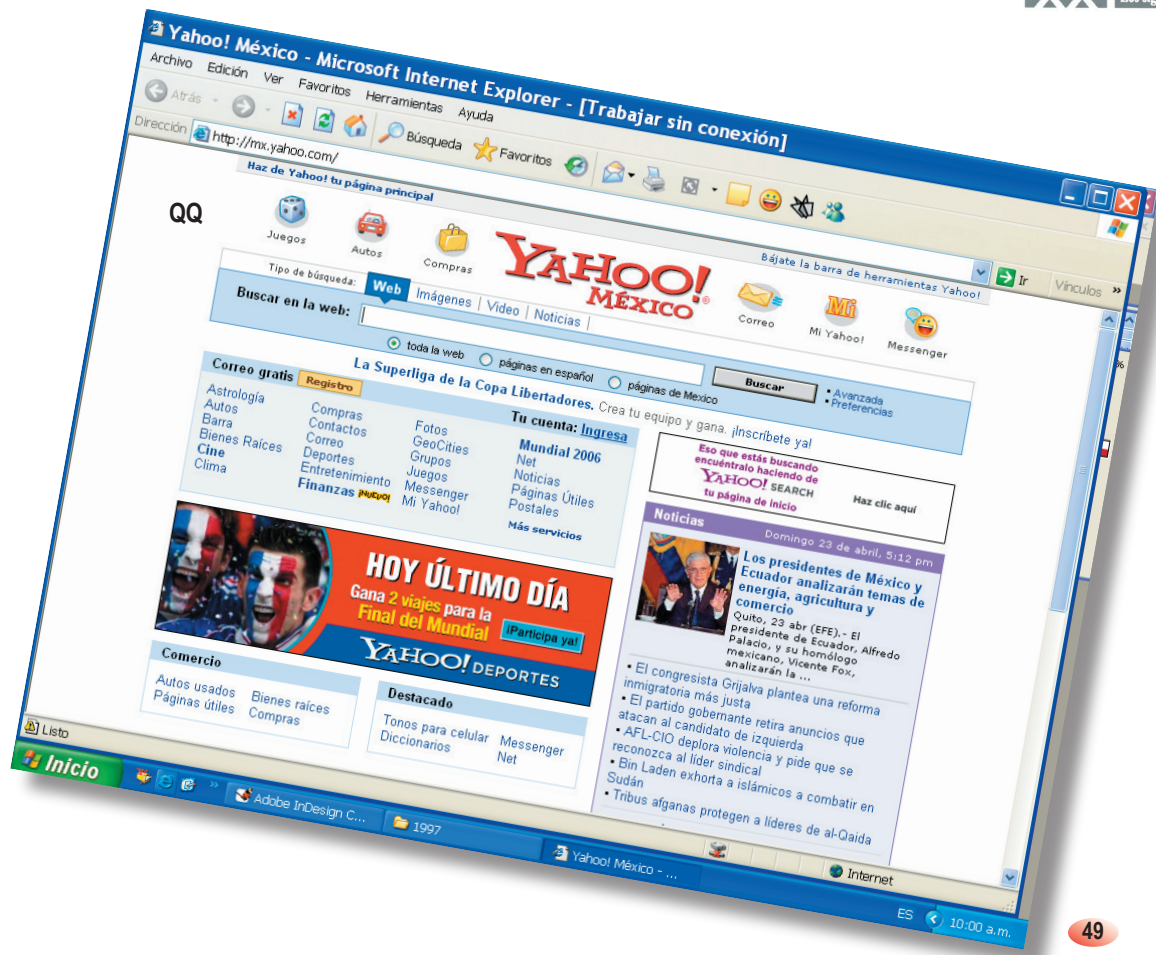 Yahoo! México - Microsoft Internet Explorer - [Trabajar sin conexión]
Archivo Edición Ver Favoritos Herramientas Ayuda
Atrás Búsqueda Favoritos
Dirección http://mx.yahoo.com/ Ir Vínculos »
Haz de Yahoo! tu página principal Bájate la barra de herramientas Yahoo!
QQ
Juegos Autos Compras YAHOO! MÉXICO ® Correo Mi Yahoo! Messenger
Tipo de búsqueda: Web Imágenes | Video | Noticias |
Buscar en la web: Buscar
• Avanzada
• Preferencias
toda la web páginas en español páginas de Mexico
La Superliga de la Copa Libertadores. Crea tu equipo y gana. ¡Inscríbete ya!
Correo gratis Registro Tu cuenta: Ingresa
Astrología
Autos
Barra
Bienes Raíces
Cine
Clima
Compras
Contactos
Correo
Deportes
Entretenimiento
Finanzas ¡NUEVO!
Fotos
GeoCities
Grupos
Juegos
Messenger
Mi Yahoo!
Mundial 2006
Net
Noticias
Páginas Útiles
Postales
Más servicios
HOY ÚLTIMO DÍA
Gana 2 viajes para la
Final del Mundial
¡Participa ya!
YAHOO! DEPORTES
Comercio
Autos usados
Páginas útiles
Bienes raíces
Compras
Destacado
Tonos para celular
Diccionarios
Messenger
Net
Eso que estás buscando
encuéntralo haciendo de
YAHOO! SEARCH
tu página de inicio
Haz clic aquí
Noticias
Domingo 23 de abril, 5:12 pm
Los presidentes de México y
Ecuador analizarán temas de
energía, agricultura y
comercio
Quito, 23 abr (EFE).- El
presidente de Ecuador, Alfredo
Palacio, y su homólogo
mexicano, Vicente Fox,
analizarán la ...
• El congresista Grijalva plantea una reforma
inmigratoria más justa
• El partido gobernante retira anuncios que
atacan al candidato de izquierda
• AFL-CIO deplora violencia y pide que se
reconozca al líder sindical
• Bin Laden exhorta a islámicos a combatir en
Sudán
• Tribus afganas protegen a líderes de al-Qaida
Listo Internet
Inicio » Adobe InDesign C... 1997 Yahoo! México - ... ES 10:00 a.m.
%
49